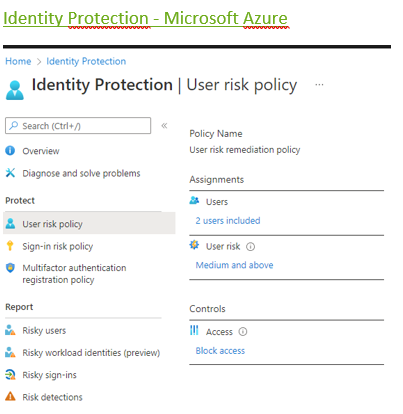 Identity Protection - Microsoft Azure
Home > Identity Protection
Identity Protection | User risk policy ...
Search (Ctrl+/) «
Overview
Diagnose and solve problems
Protect
User risk policy
Sign-in risk policy
Multifactor authentication
registration policy
Report
Risky users
Risky workload identities (preview)
Risky sign-ins
Risk detections
Policy Name
User risk remediation policy
Assignments
Users
2 users included
User risk
Medium and above
Controls
Access
Block access